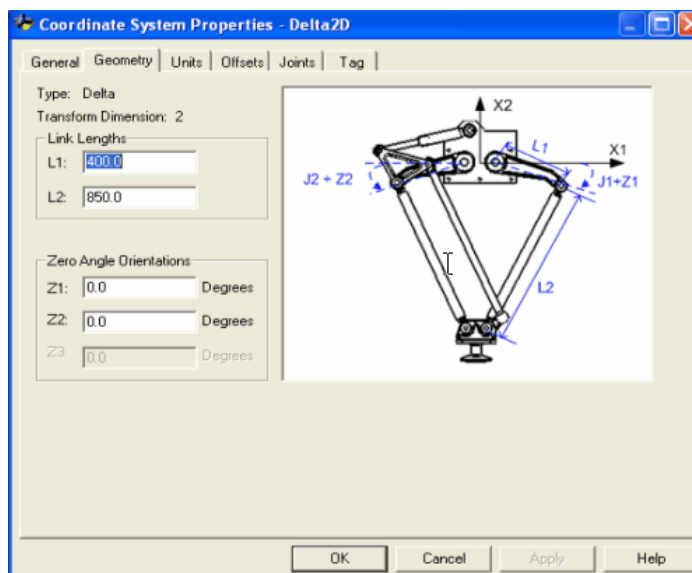 Coordinate System Properties - Delta2D
General Geometry Units Offsets Joints Tag
Type: Delta
Transform Dimension: 2
Link Lengths
L1: 400.0
L2: 850.0
Zero Angle Orientations
Z1: 0.0 Degrees
Z2: 0.0 Degrees
Z3: 0.0 Degrees
X2
X1
L1
J2 + Z2
J1+Z1
L2
OK Cancel Apply Help